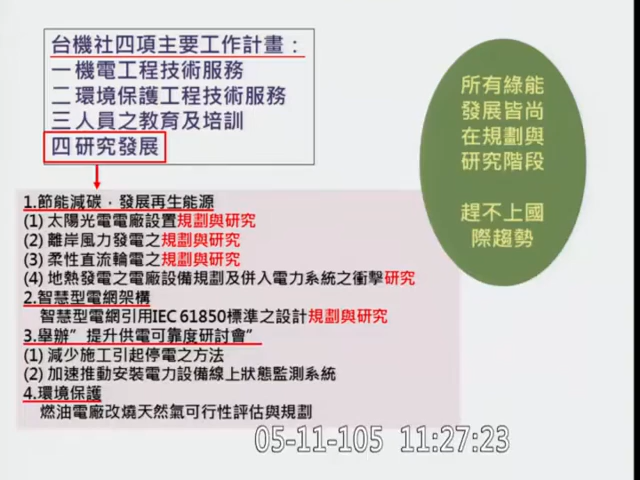 台機社四項主要工作計畫：
一機電工程技術服務
二環境保護工程技術服務
三人員之教育及培訓
四研究發展
所有綠能
發展皆尚
在規劃與
研究階段
趕不上國
際趨勢
1.節能減碳，發展再生能源
(1) 太陽光電電廠設置規劃與研究
(2) 離岸風力發電之規劃與研究
(3) 柔性直流輸電之規劃與研究
(4) 地熱發電之電廠設備規劃及併入電力系統之衝擊研究
2.智慧型電網架構
智慧型電網引用IEC 61850標準之設計規劃與研究
3.舉辦”提升供電可靠度研討會”
(1) 減少施工引起停電之方法
(2) 加速推動安裝電力設備線上狀態監測系統
4.環境保護
燃油電廠改燒天然氣可行性評估與規劃
05-11-105 11:27:23